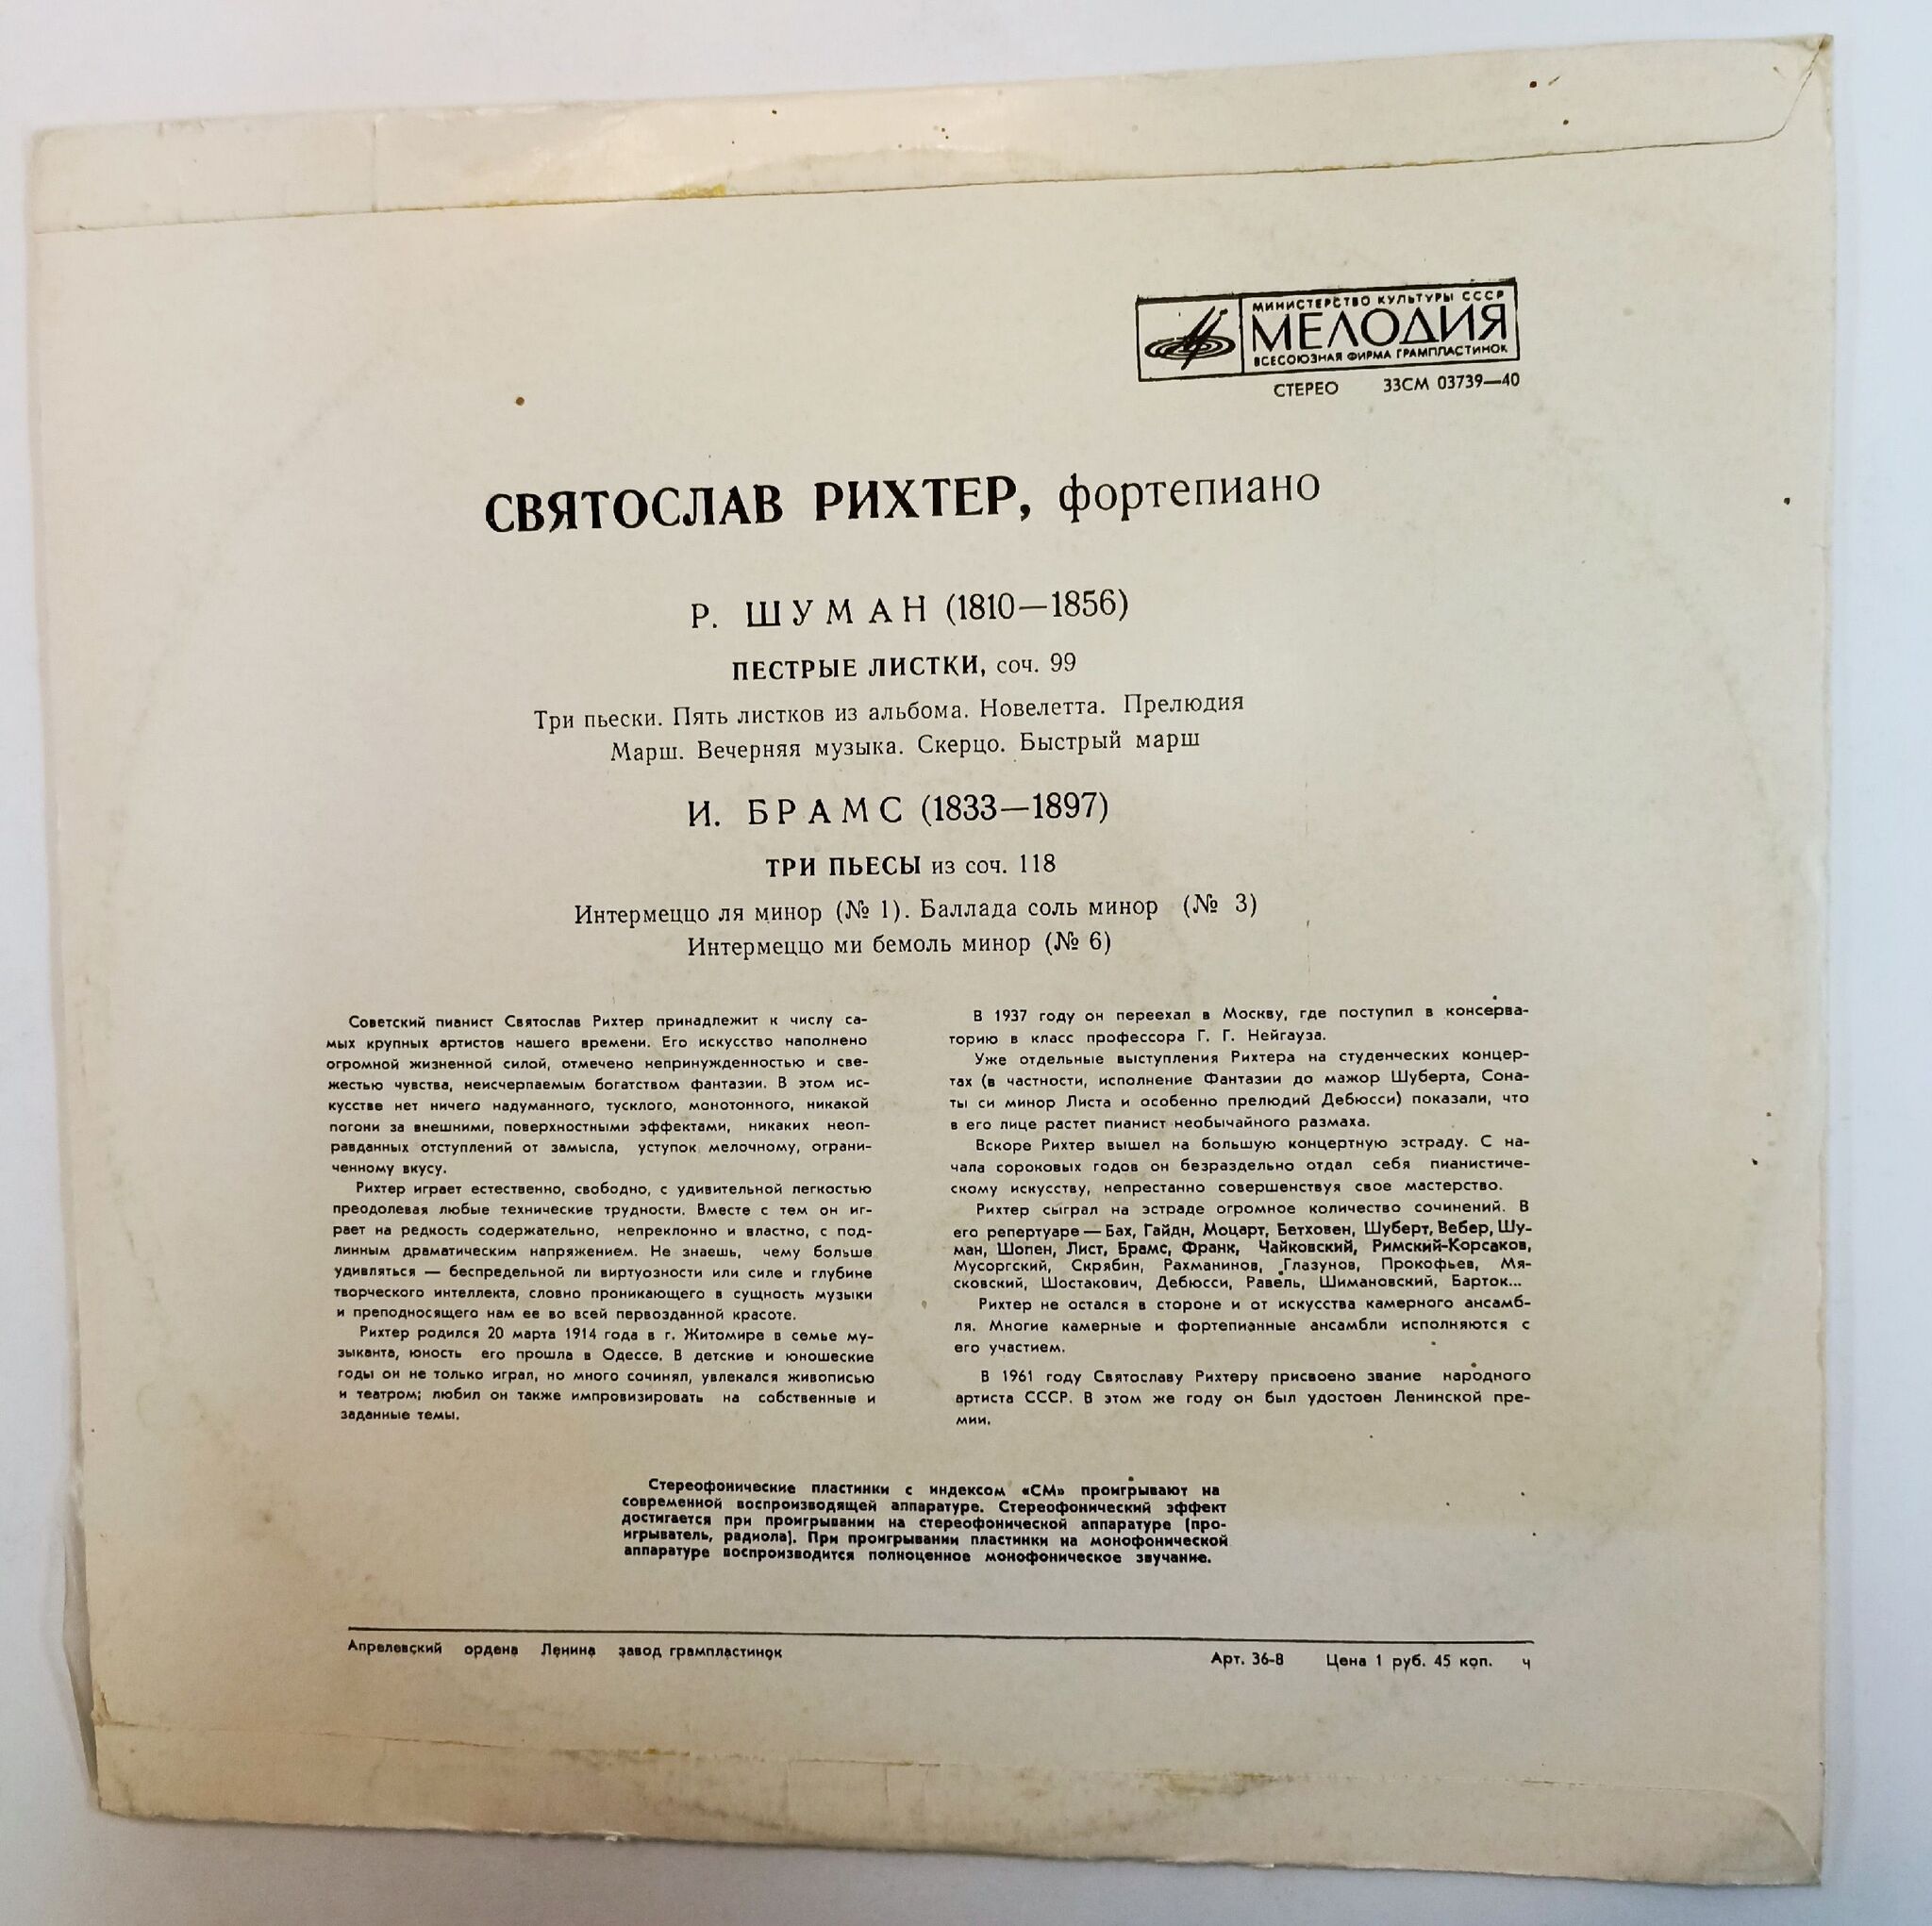 МИНИСТЕРСТВО КУЛЬТУРЫ СССР
МЕЛОДИЯ
ВСЕСОЮЗНАЯ ФИРМА ГРАМПЛАСТИНОК
СТЕРЕО 33СМ 03739—40
СВЯТОСЛАВ РИХТЕР, фортепиано
Р. ШУМАН (1810—1856)
ПЕСТРЫЕ ЛИСТКИ, соч. 99
Три пьески. Пять листков из альбома. Новелетта. Прелюдия
Марш. Вечерняя музыка. Скерцо. Быстрый марш
И. БРАМС (1833—1897)
ТРИ ПЬЕСЫ из соч. 118
Интермеццо ля минор (№ 1). Баллада соль минор (№ 3)
Интермеццо ми бемоль минор (№ 6)
Советский пианист Святослав Рихтер принадлежит к числу са-
мых крупных артистов нашего времени. Его искусство наполнено
огромной жизненной силой, отмечено непринужденностью и све-
жестью чувства, неисчерпаемым богатством фантазии. В этом ис-
кусстве нет ничего надуманного, тусклого, монотонного, никакой
погони за внешними, поверхностными эффектами, никаких неоп-
равданных отступлений от замысла, уступок мелочному, ограни-
ченному вкусу.
Рихтер играет естественно, свободно, с удивительной легкостью
преодолевая любые технические трудности. Вместе с тем он иг-
рает на редкость содержательно, непреклонно и властно, с под-
линным драматическим напряжением. Не знаешь, чему больше
удивляться — беспредельной ли виртуозности или силе и глубине
творческого интеллекта, словно проникающего в сущность музыки
и преподносящего нам ее во всей первозданной красоте.
Рихтер родился 20 марта 1914 года в г. Житомире в семье му-
зыканта, юность его прошла в Одессе. В детские и юношеские
годы он не только играл, но много сочинял, увлекался живописью
и театром; любил он также импровизировать на собственные и
заданные темы.
В 1937 году он переехал в Москву, где поступил в консерва-
торию в класс профессора Г. Г. Нейгауза.
Уже отдельные выступления Рихтера на студенческих концер-
тах (в частности, исполнение Фантазии до мажор Шуберта, Сона-
ты си минор Листа и особенно прелюдий Дебюсси) показали, что
в его лице растет пианист необычайного размаха.
Вскоре Рихтер вышел на большую концертную эстраду. С на-
чала сороковых годов он безраздельно отдал себя пианистиче-
скому искусству, непрестанно совершенствуя свое мастерство.
Рихтер сыграл на эстраде огромное количество сочинений. В
его репертуаре — Бах, Гайдн, Моцарт, Бетховен, Шуберт, Вебер, Шу-
ман, Шопен, Лист, Брамс, Франк, Чайковский, Римский-Корсаков,
Мусоргский, Скрябин, Рахманинов, Глазунов, Прокофьев, Мя-
сковский, Шостакович, Дебюсси, Равель, Шимановский, Барток...
Рихтер не остался в стороне и от искусства камерного ансамб-
ля. Многие камерные и фортепианные ансамбли исполняются с
его участием.
В 1961 году Святославу Рихтеру присвоено звание народного
артиста СССР. В этом же году он был удостоен Ленинской пре-
мии.
Стереофонические пластинки с индексом «СМ» проигрывают на
современной воспроизводящей аппаратуре. Стереофонический эффект
достигается при проигрывании на стереофонической аппаратуре (про-
игрыватель, радиола). При проигрывании пластинки на монофонической
аппаратуре воспроизводится полноценное монофоническое звучание.
Апрелевский ордена Ленина завод грампластинок
Арт. 36-8 Цена 1 руб. 45 коп. ч